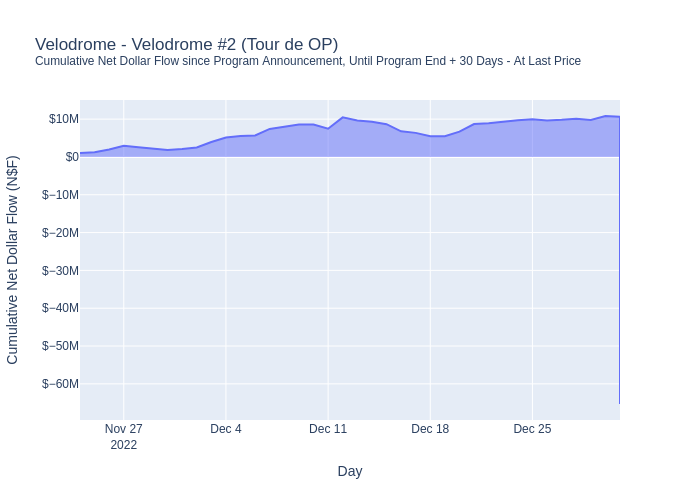 Velodrome - Velodrome #2 (Tour de OP)
Cumulative Net Dollar Flow since Program Announcement, Until Program End + 30 Days - At Last Price
Cumulative Net Dollar Flow (N$F)
$10M
$0
$−10M
$−20M
$−30M
$−40M
$−50M
$−60M
Nov 27
2022
Dec 4
Dec 11
Dec 18
Dec 25
Day